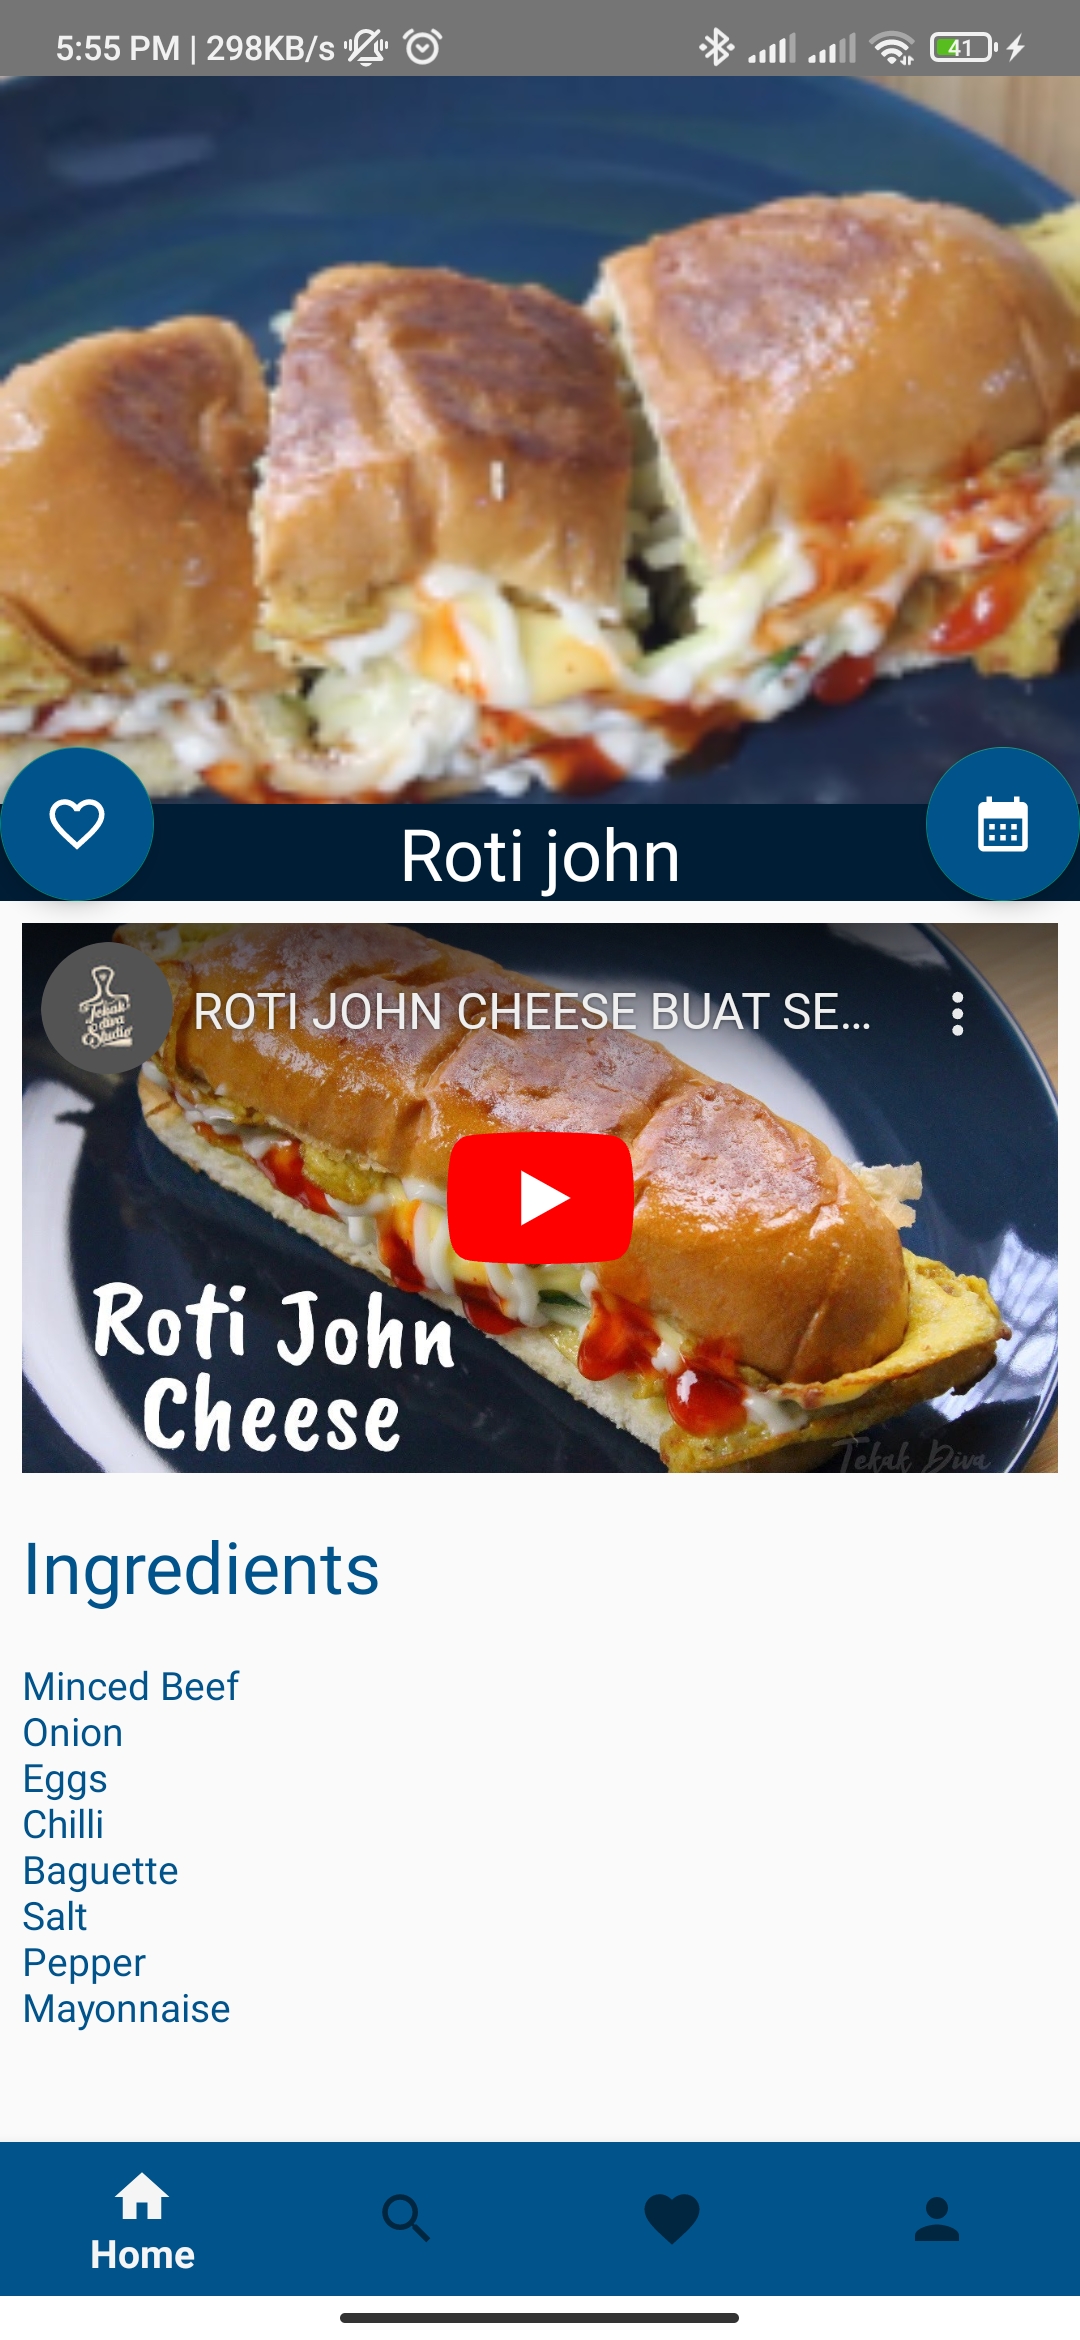 5:55 PM | 298KB/s
41
Roti john
Tekak
diva
Studio
ROTI JOHN CHEESE BUAT SE...
Roti John
Cheese
Tekak Diva
Ingredients
Minced Beef
Onion
Eggs
Chilli
Baguette
Salt
Pepper
Mayonnaise
Home